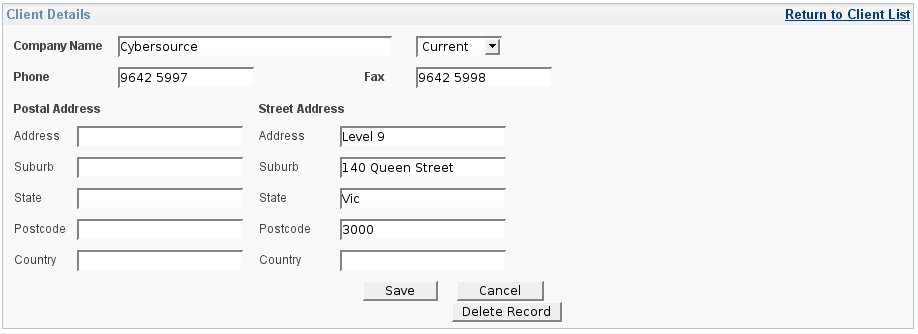 Client Details Return to Client List
Company Name Cybersource Current
Phone 9642 5997 Fax 9642 5998
Postal Address Street Address
Address Address Level 9
Suburb Suburb 140 Queen Street
State State Vic
Postcode Postcode 3000
Country Country
Save Cancel
Delete Record